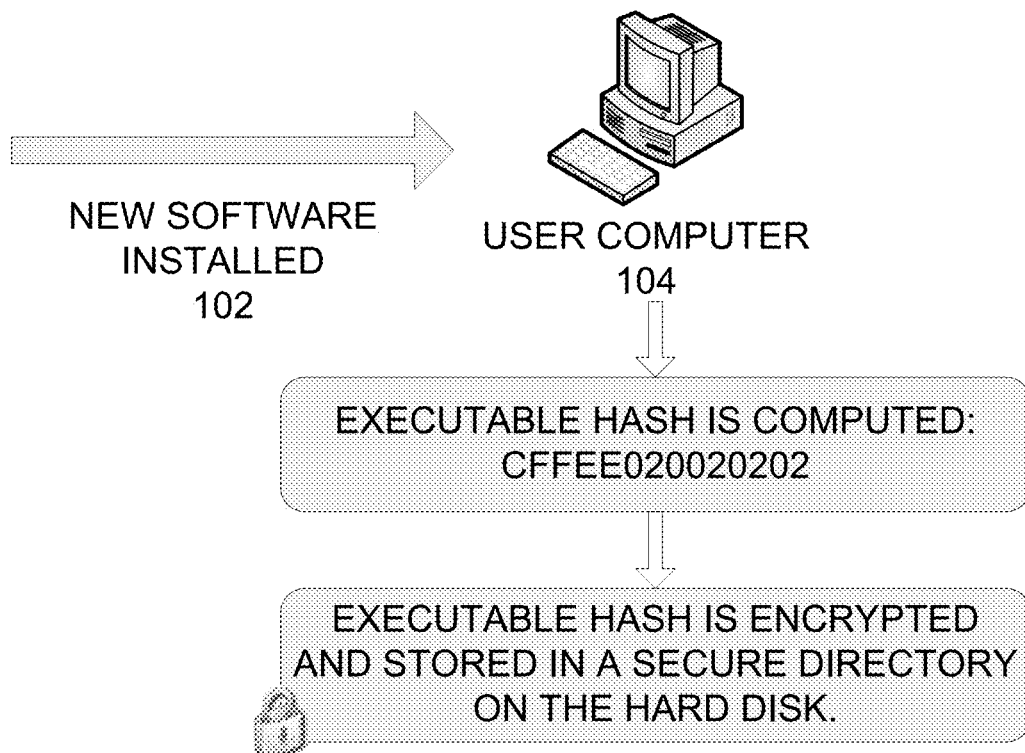 NEW SOFTWARE
INSTALLED
102
USER COMPUTER
104
EXECUTABLE HASH IS COMPUTED:
CFFEE020020202
EXECUTABLE HASH IS ENCRYPTED
AND STORED IN A SECURE DIRECTORY
ON THE HARD DISK.